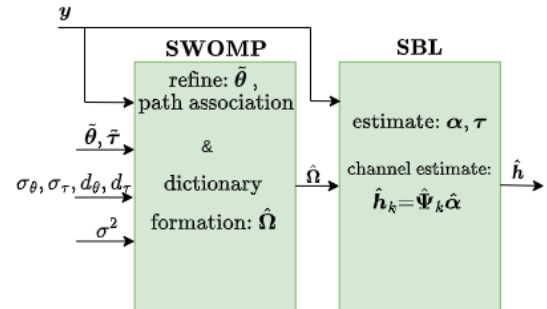 y
SWOMP
SBL
refine: θ̃ ,
path association
θ̃, τ̃
&
σ_θ, σ_τ, d_θ, d_τ
dictionary
formation: Ω̂
σ²
Ω̂
estimate: α, τ
channel estimate:
ĥ_k=Ψ̂_kα̂
ĥ